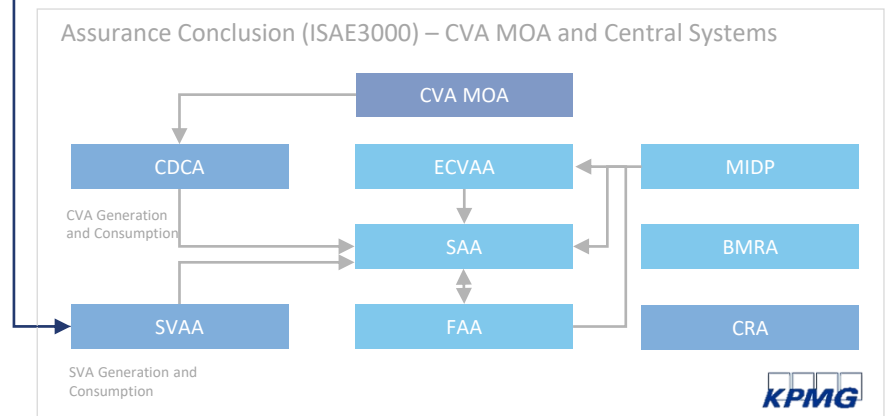 Assurance Conclusion (ISAE3000) – CVA MOA and Central Systems
CVA MOA
CDCA
ECVAA
MIDP
CVA Generation
and Consumption
SAA
BMRA
SVAA
FAA
CRA
SVA Generation and
Consumption
KPMG